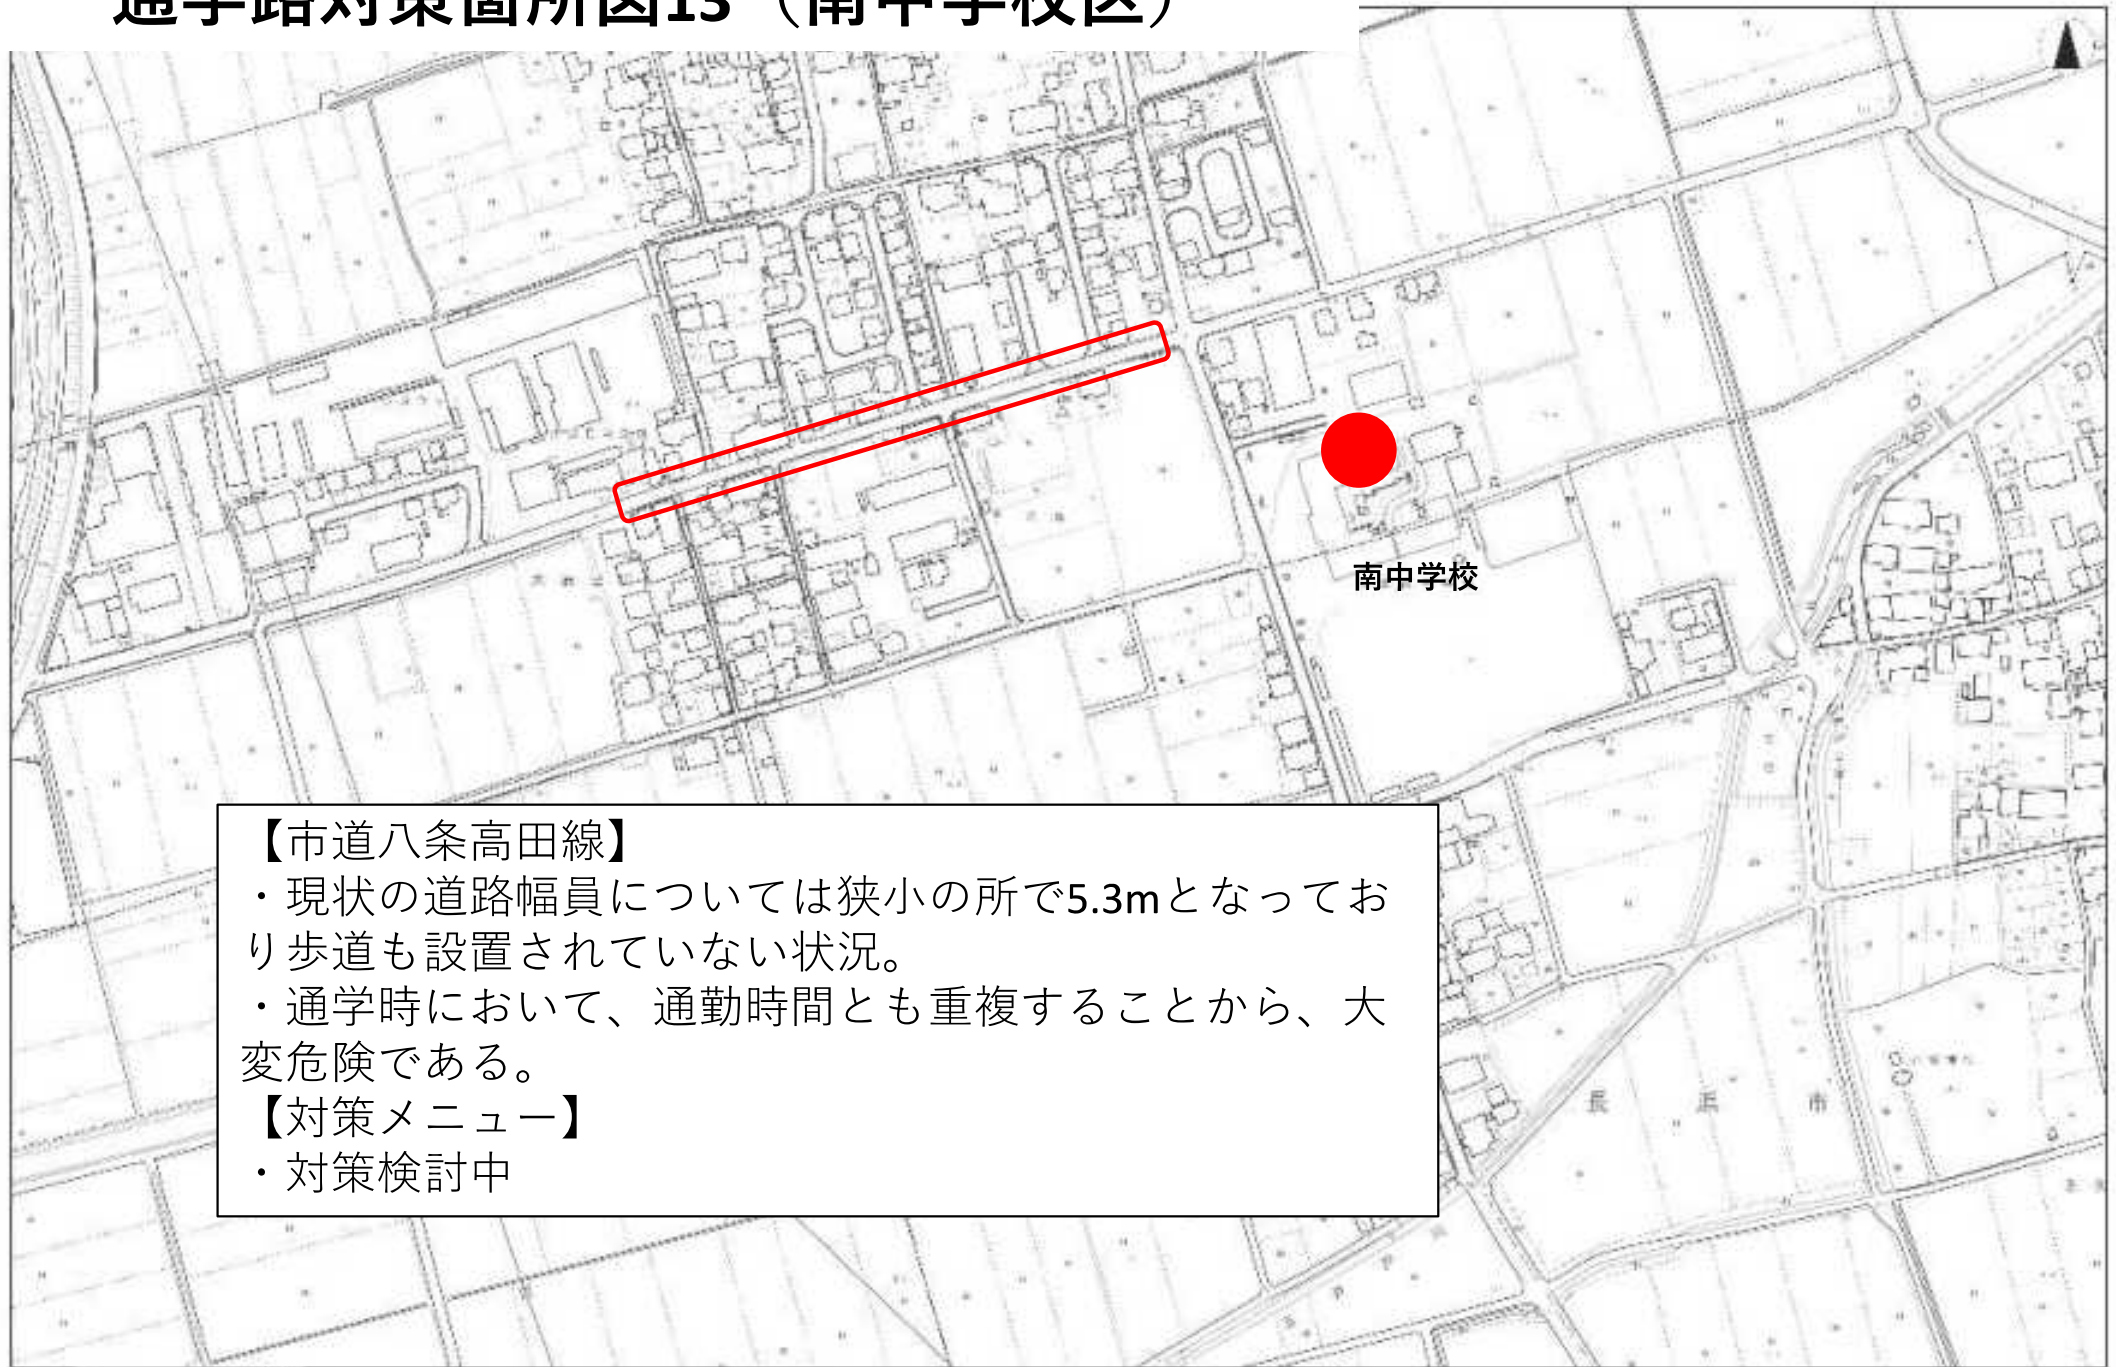 通学路対策箇所図13（南中学校区）
南中学校
【市道八条高田線】
・現状の道路幅員については狭小の所で5.3mとなってお
り歩道も設置されていない状況。
・通学時において、通勤時間とも重複することから、大
変危険である。
【対策メニュー】
・対策検討中
長浜市